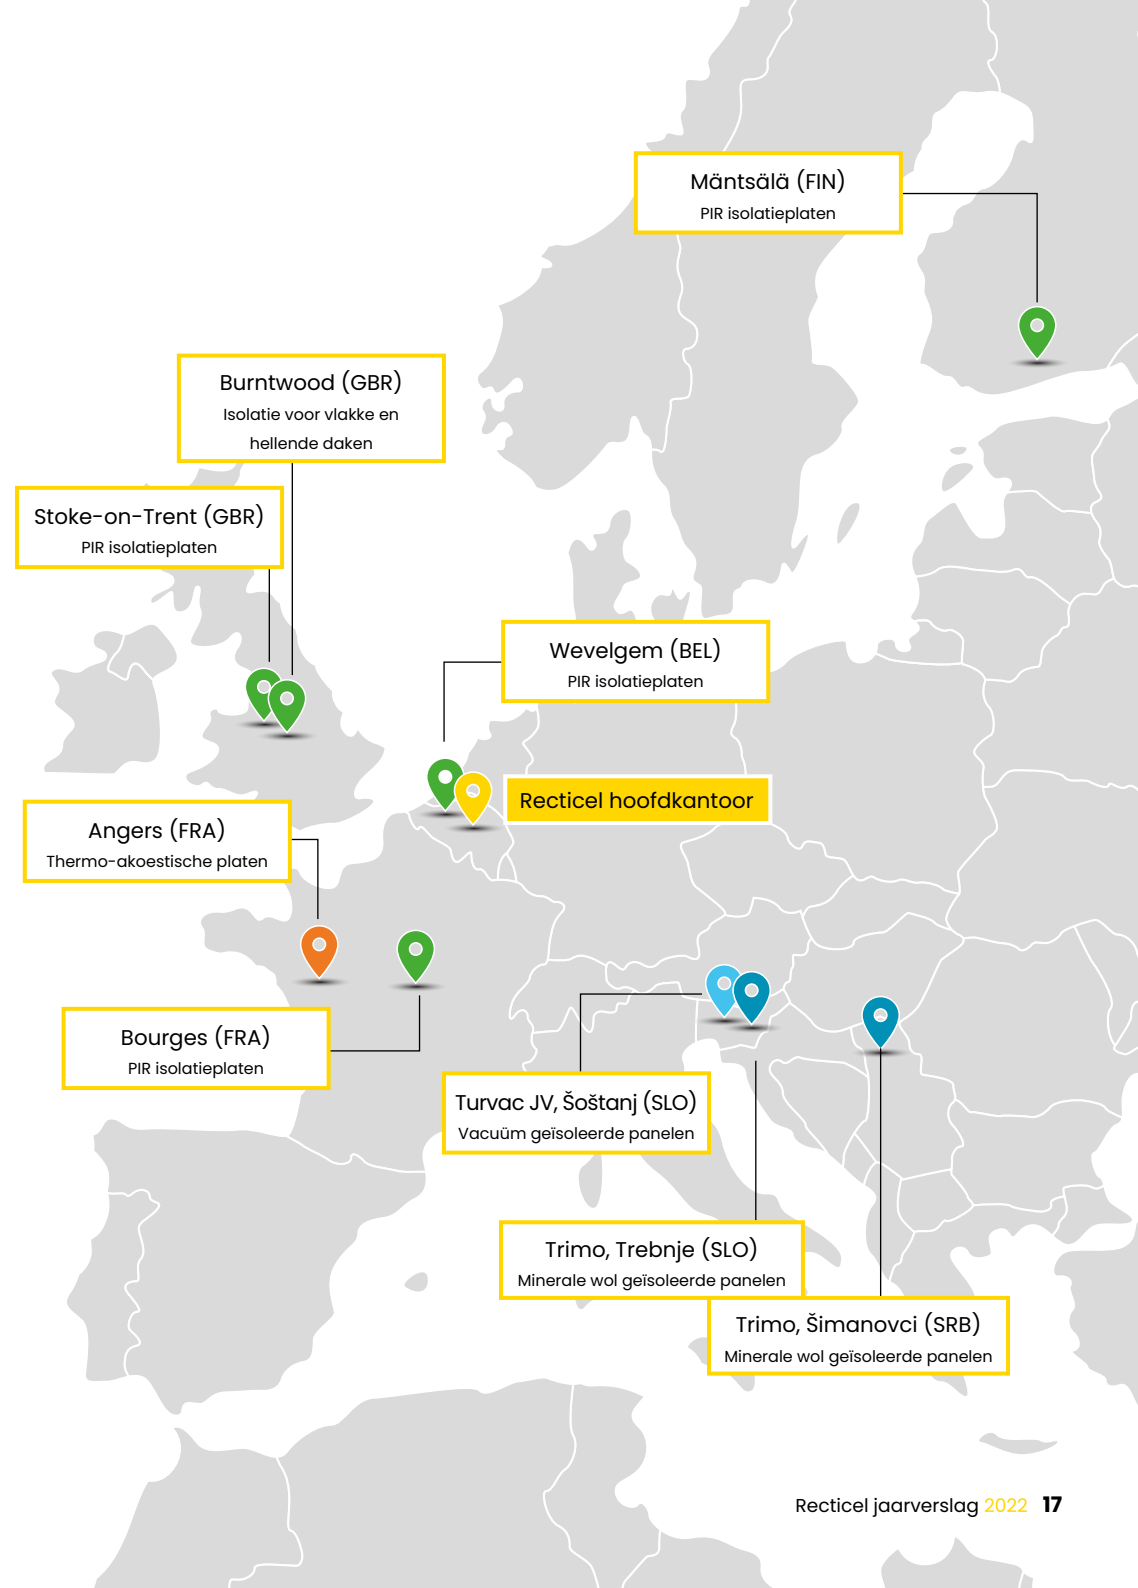 Mäntsälä (FIN)
PIR isolatieplaten
Burntwood (GBR)
Isolatie voor vlakke en
hellende daken
Stoke-on-Trent (GBR)
PIR isolatieplaten
Wevelgem (BEL)
PIR isolatieplaten
Recticel hoofdkantoor
Angers (FRA)
Thermo-akoestische platen
Bourges (FRA)
PIR isolatieplaten
Turvac JV, Šoštanj (SLO)
Vacuüm geïsoleerde panelen
Trimo, Trebnje (SLO)
Minerale wol geïsoleerde panelen
Trimo, Šimanovci (SRB)
Minerale wol geïsoleerde panelen
Recticel jaarverslag 2022 17